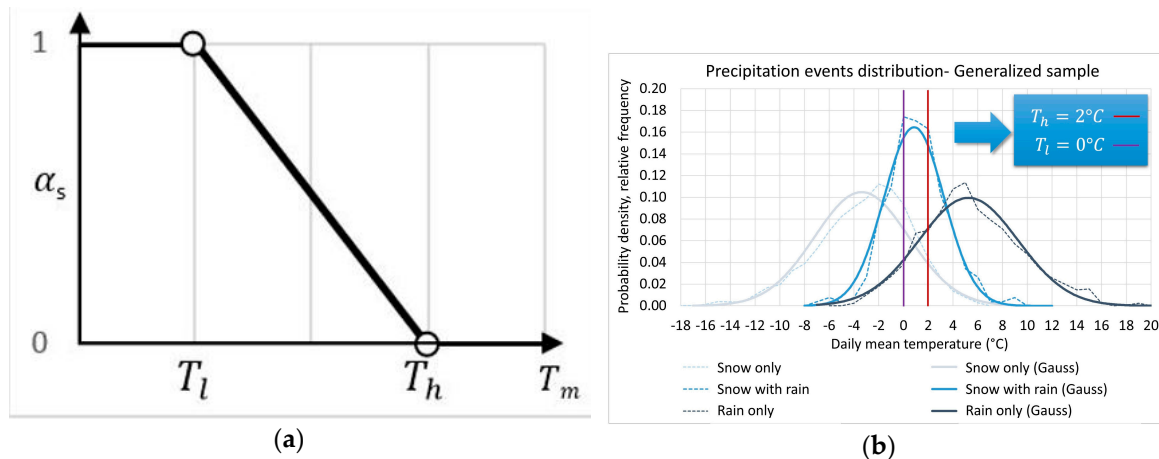 1
α_s
0
T_l
T_h
T_m
(a)
Precipitation events distribution- Generalized sample
T_h = 2°C
T_l = 0°C
Probability density, relative frequency
0.20
0.18
0.16
0.14
0.12
0.10
0.08
0.06
0.04
0.02
0.00
-18 -16 -14 -12 -10 -8 -6 -4 -2 0 2 4 6 8 10 12 14 16 18 20
Daily mean temperature (°C)
Snow only
Snow only (Gauss)
Snow with rain
Snow with rain (Gauss)
Rain only
Rain only (Gauss)
(b)